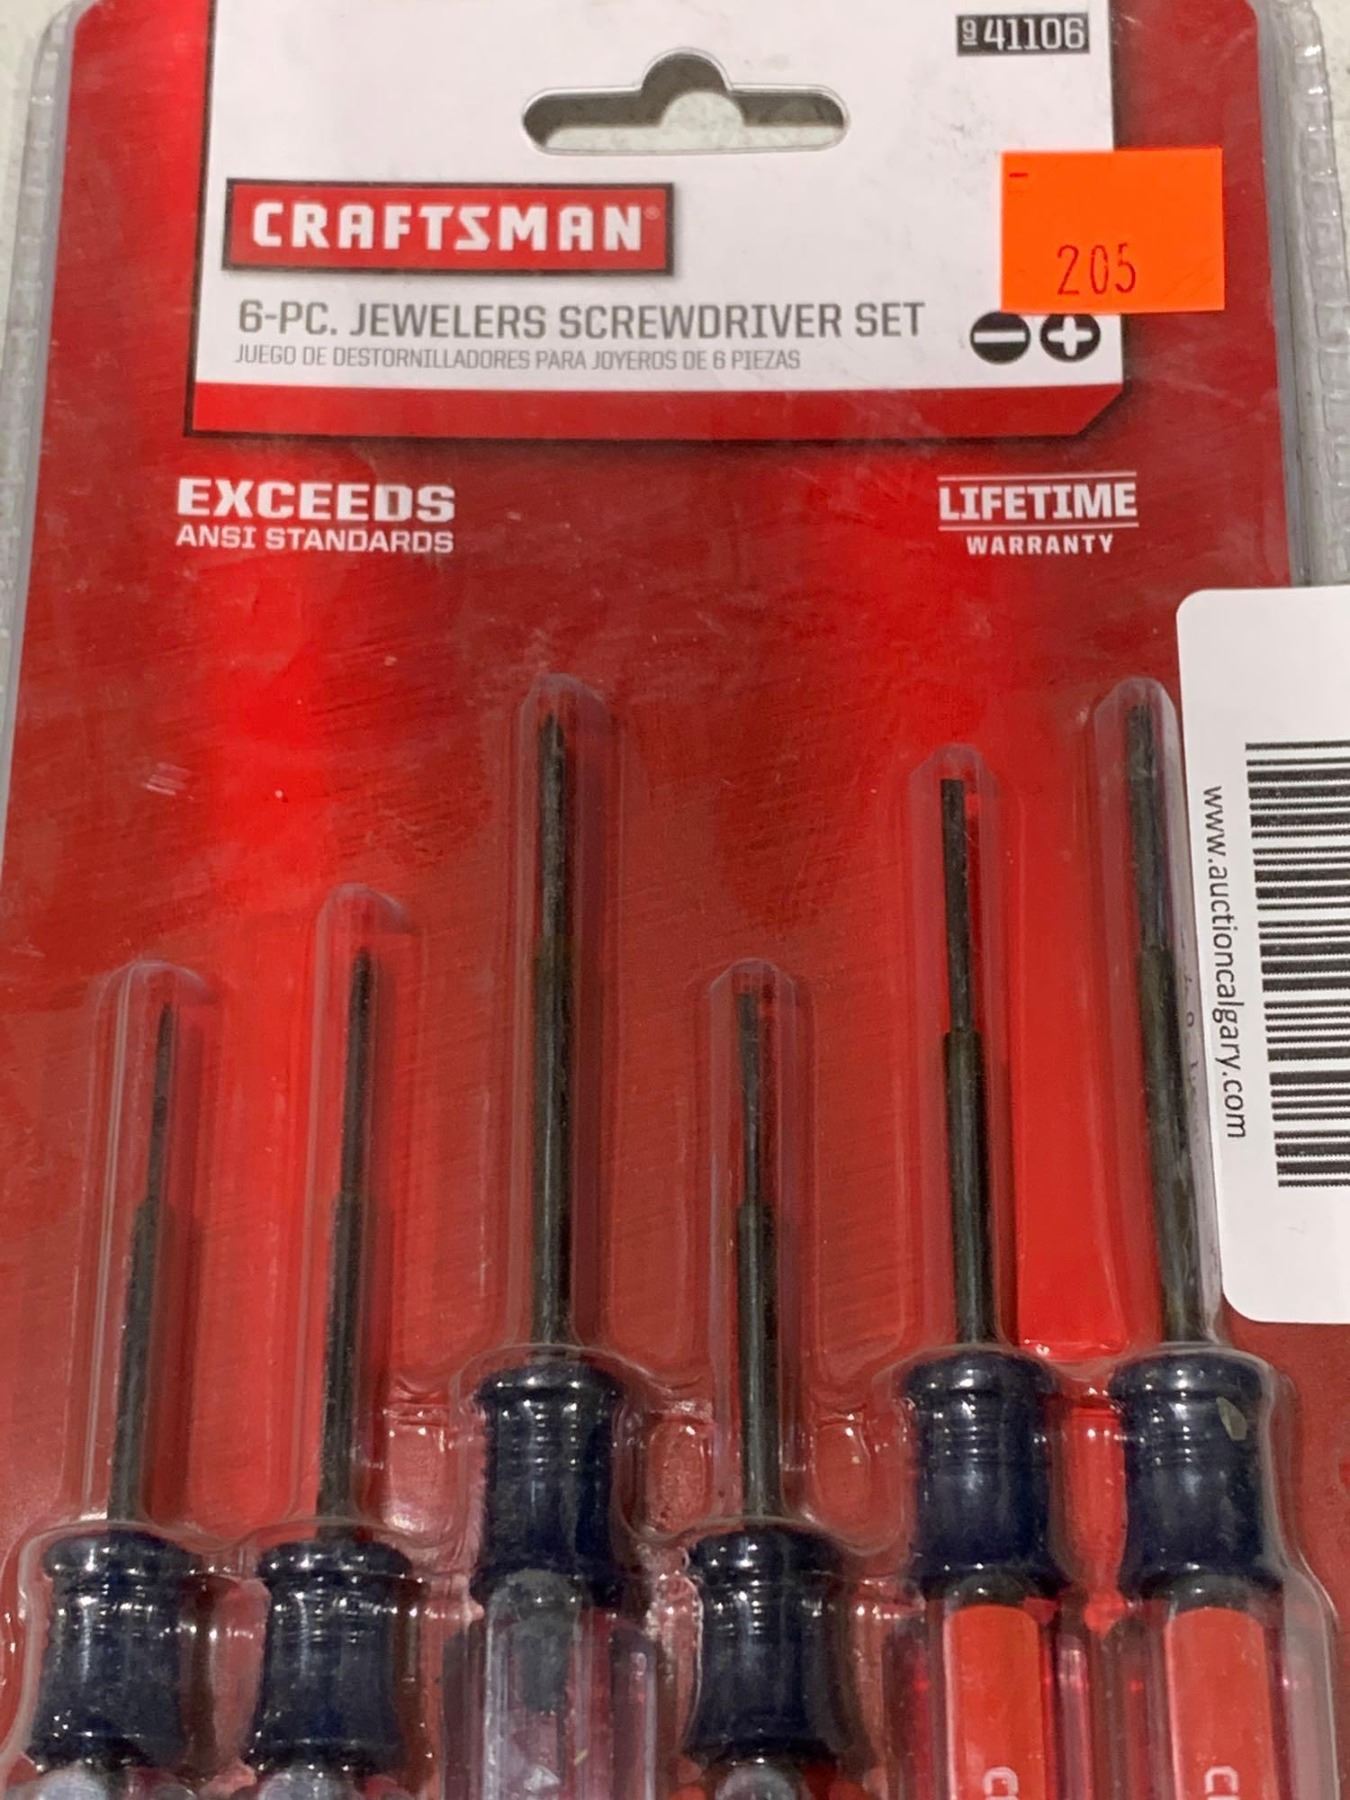 9 41106
CRAFTSMAN®
205
6-PC. JEWELERS SCREWDRIVER SET
JUEGO DE DESTORNILLADORES PARA JOYEROS DE 6 PIEZAS
EXCEEDS
ANSI STANDARDS
LIFETIME
WARRANTY
www.auctioncalgary.com